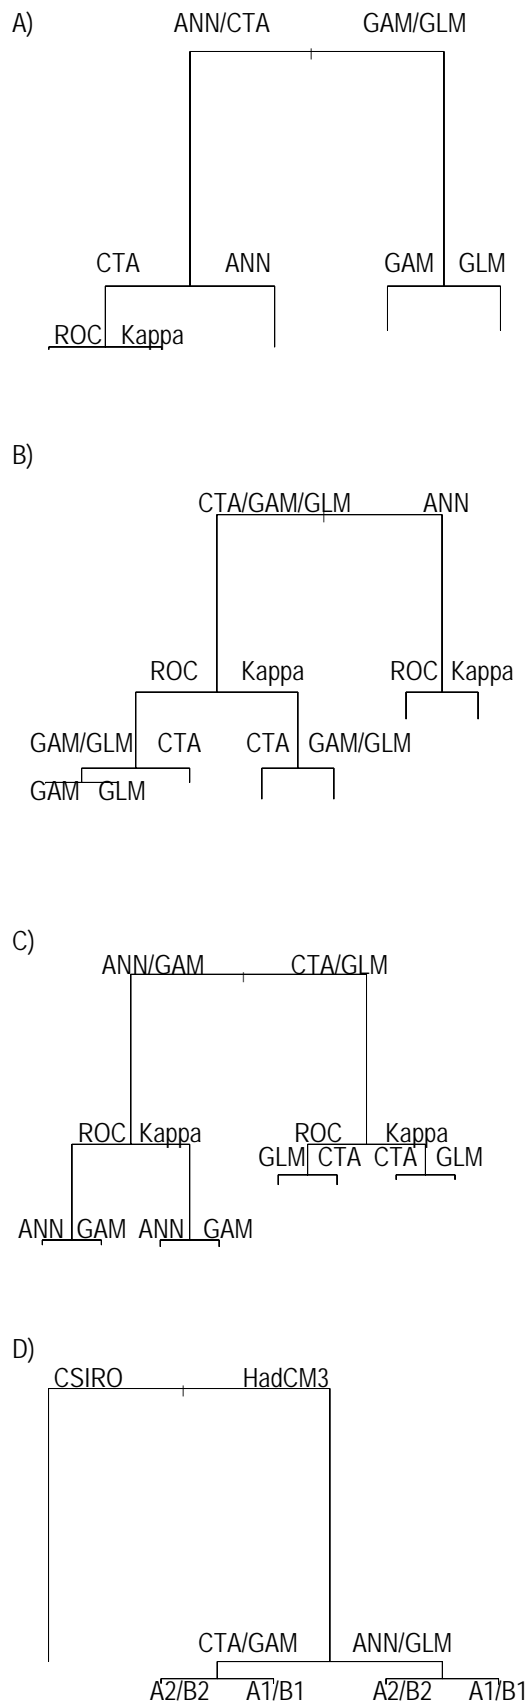 A)
ANN/CTA GAM/GLM
CTA ANN GAM GLM
ROC Kappa
B)
CTA/GAM/GLM ANN
ROC Kappa ROC Kappa
GAM/GLM CTA CTA GAM/GLM
GAM GLM
C)
ANN/GAM CTA/GLM
ROC Kappa ROC Kappa
GLM CTA CTA GLM
ANN GAM ANN GAM
D)
CSIRO HadCM3
CTA/GAM ANN/GLM
A2/B2 A1/B1 A2/B2 A1/B1